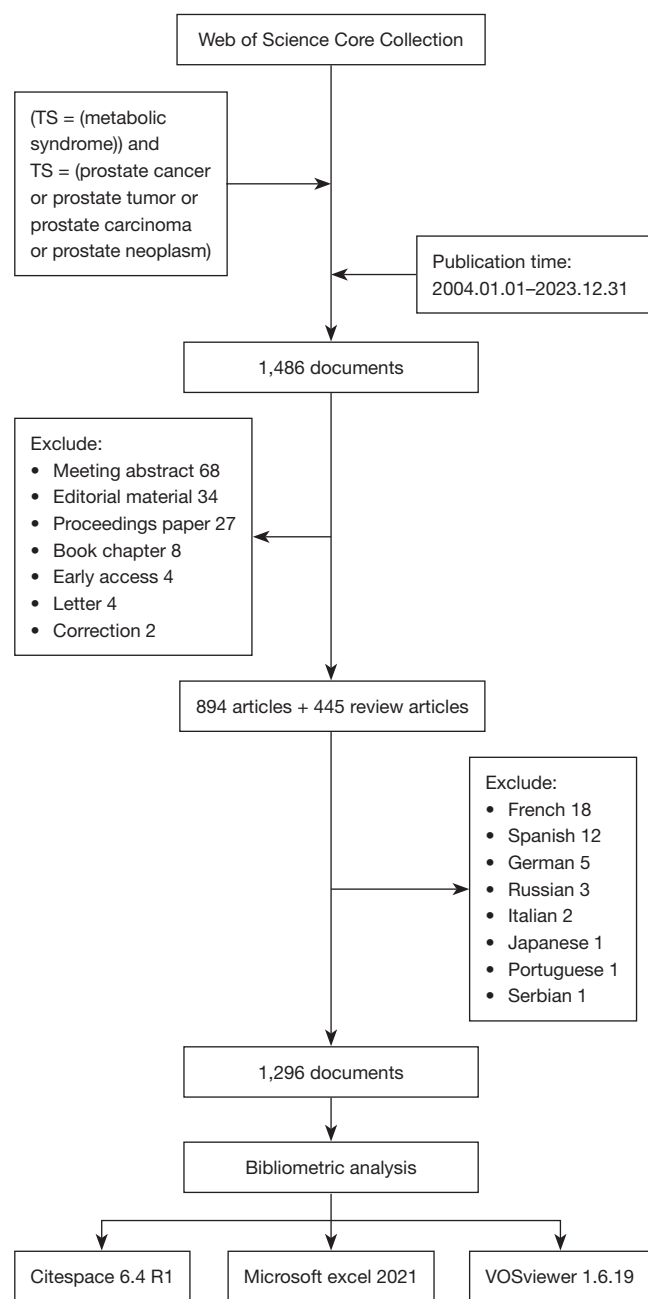 Web of Science Core Collection
(TS = (metabolic
syndrome)) and
TS = (prostate cancer
or prostate tumor or
prostate carcinoma
or prostate neoplasm)
Publication time:
2004.01.01–2023.12.31
1,486 documents
Exclude:
• Meeting abstract 68
• Editorial material 34
• Proceedings paper 27
• Book chapter 8
• Early access 4
• Letter 4
• Correction 2
894 articles + 445 review articles
Exclude:
• French 18
• Spanish 12
• German 5
• Russian 3
• Italian 2
• Japanese 1
• Portuguese 1
• Serbian 1
1,296 documents
Bibliometric analysis
Citespace 6.4 R1
Microsoft excel 2021
VOSviewer 1.6.19